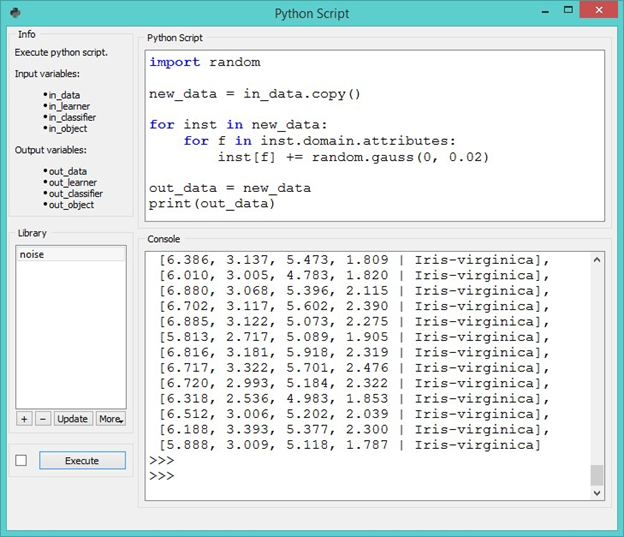 Python Script
Info
Execute python script.
Input variables:
•in_data
•in_learner
•in_classifier
•in_object
Output variables:
•out_data
•out_learner
•out_classifier
•out_object
Library
noise
+ − Update More
Execute
Python Script
import random
new_data = in_data.copy()
for inst in new_data:
    for f in inst.domain.attributes:
        inst[f] += random.gauss(0, 0.02)
out_data = new_data
print(out_data)
Console
[6.386, 3.137, 5.473, 1.809 | Iris-virginica],
[6.010, 3.005, 4.783, 1.820 | Iris-virginica],
[6.880, 3.068, 5.396, 2.115 | Iris-virginica],
[6.702, 3.117, 5.602, 2.390 | Iris-virginica],
[6.885, 3.122, 5.073, 2.275 | Iris-virginica],
[5.813, 2.717, 5.089, 1.905 | Iris-virginica],
[6.816, 3.181, 5.918, 2.319 | Iris-virginica],
[6.717, 3.322, 5.701, 2.476 | Iris-virginica],
[6.720, 2.993, 5.184, 2.322 | Iris-virginica],
[6.318, 2.536, 4.983, 1.853 | Iris-virginica],
[6.512, 3.006, 5.202, 2.039 | Iris-virginica],
[6.188, 3.393, 5.377, 2.300 | Iris-virginica],
[5.888, 3.009, 5.118, 1.787 | Iris-virginica]
>>>
>>>